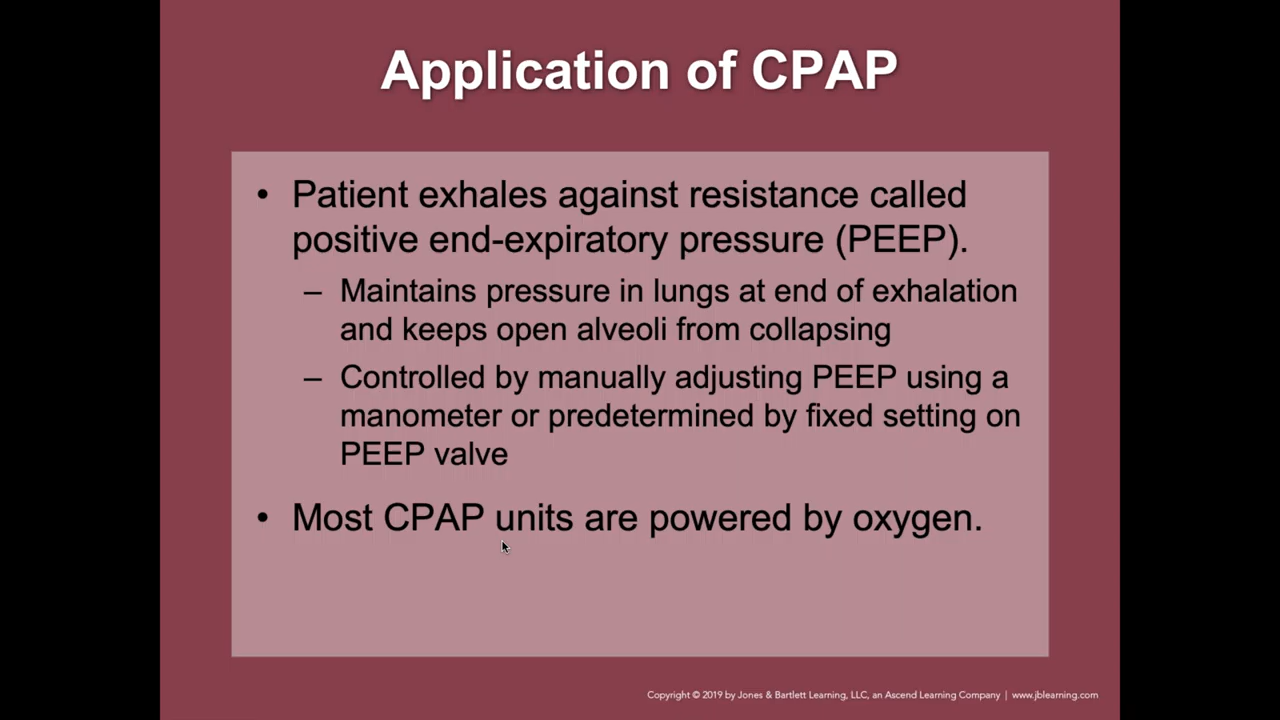 Application of CPAP
• Patient exhales against resistance called
positive end-expiratory pressure (PEEP).
– Maintains pressure in lungs at end of exhalation
and keeps open alveoli from collapsing
– Controlled by manually adjusting PEEP using a
manometer or predetermined by fixed setting on
PEEP valve
• Most CPAP units are powered by oxygen.
Copyright © 2019 by Jones & Bartlett Learning, LLC, an Ascend Learning Company | www.jblearning.com